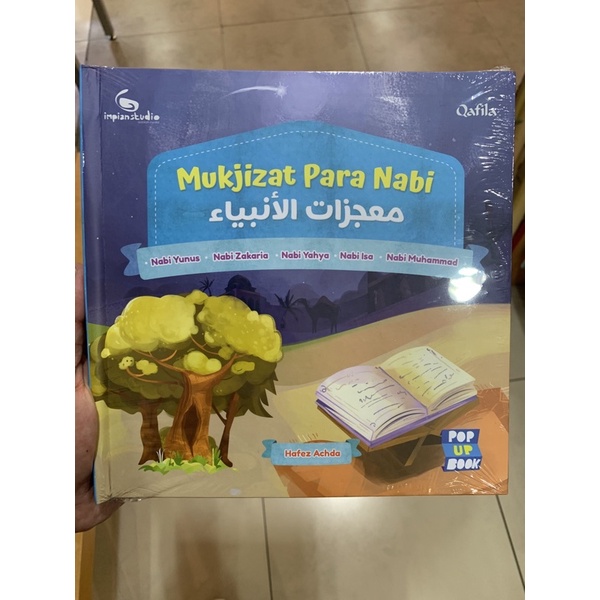 impianstudio
Qafila
Mukjizat Para Nabi
معجزات الأنبياء
Nabi Yunus • Nabi Zakaria • Nabi Yahya • Nabi Isa • Nabi Muhammad
Hafez Achda
POP
UP
BOOK